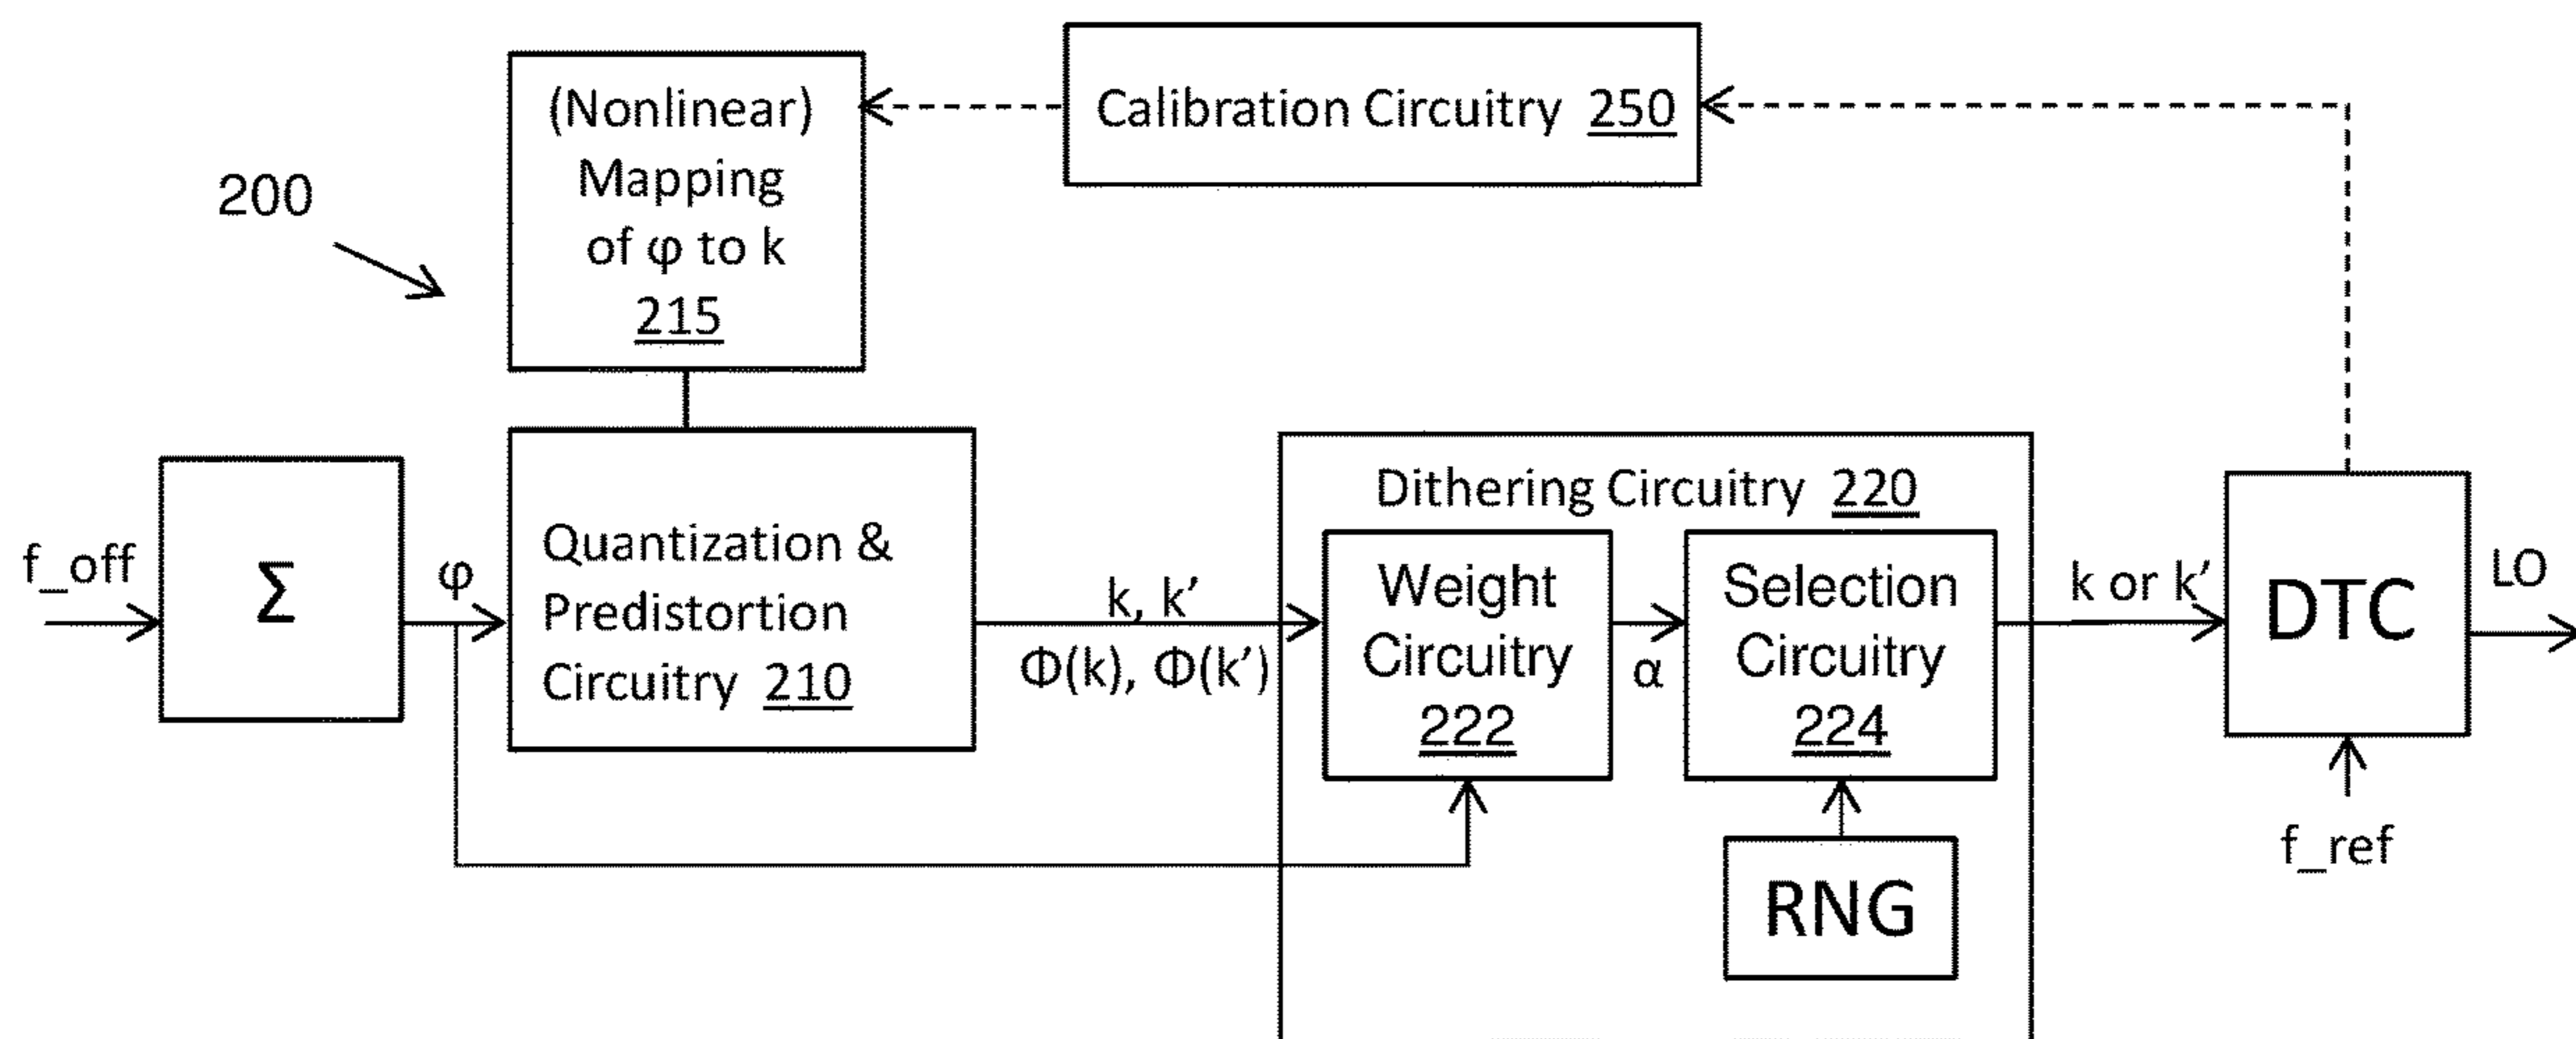 (Nonlinear)
Mapping
of φ to k
215
Calibration Circuitry 250
200
f_off
Σ
φ
Quantization &
Predistortion
Circuitry 210
k, k’
Φ(k), Φ(k’)
Dithering Circuitry 220
Weight
Circuitry
222
α
Selection
Circuitry
224
RNG
k or k’
DTC
LO
f_ref